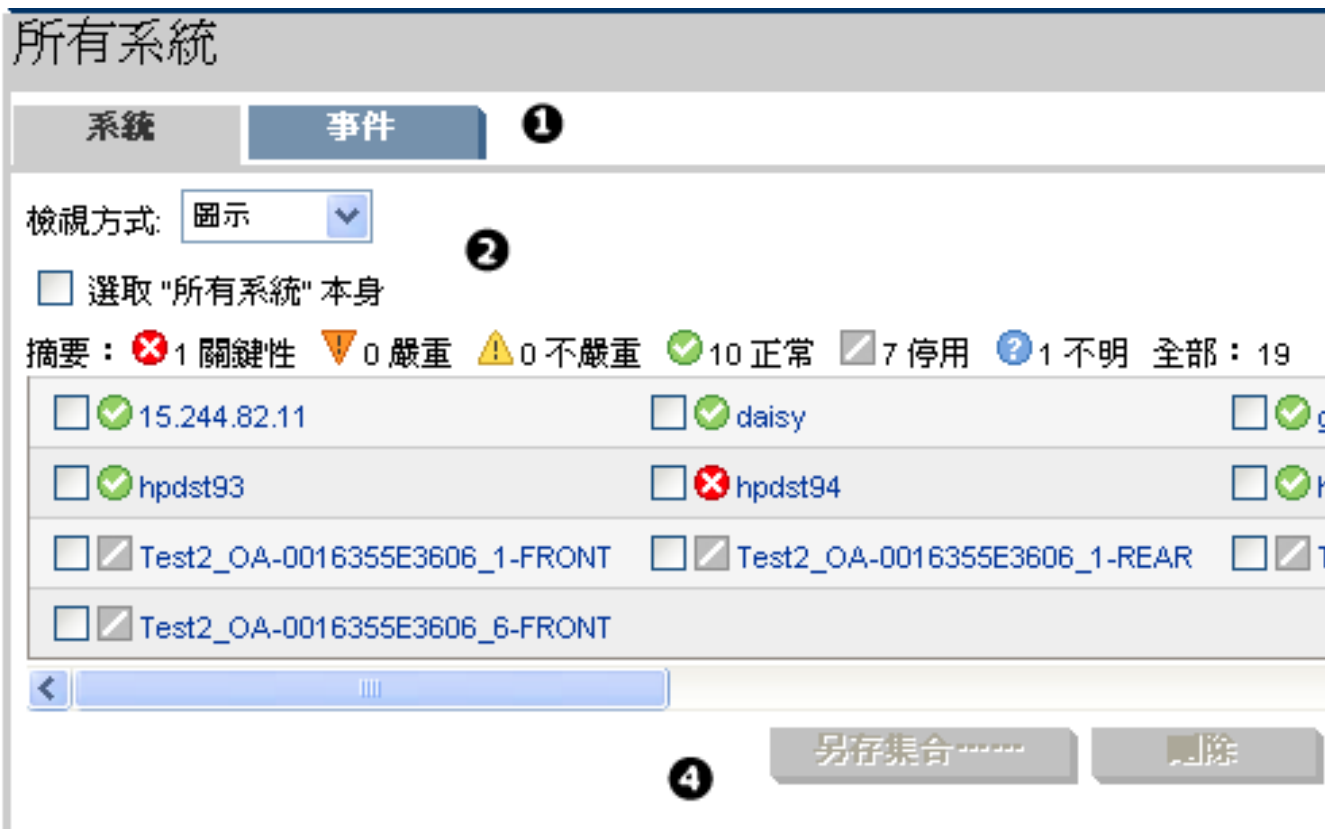 所有系統
系統 事件 ❶
檢視方式: 圖示 ❷
選取 "所有系統" 本身
摘要： 1 關鍵性 0 嚴重 0 不嚴重 10 正常 7 停用 1 不明 全部： 19
15.244.82.11 daisy
hpdst93 hpdst94
Test2_OA-0016355E3606_1-FRONT Test2_OA-0016355E3606_1-REAR
Test2_OA-0016355E3606_6-FRONT
另存集合…… 刪除
❹